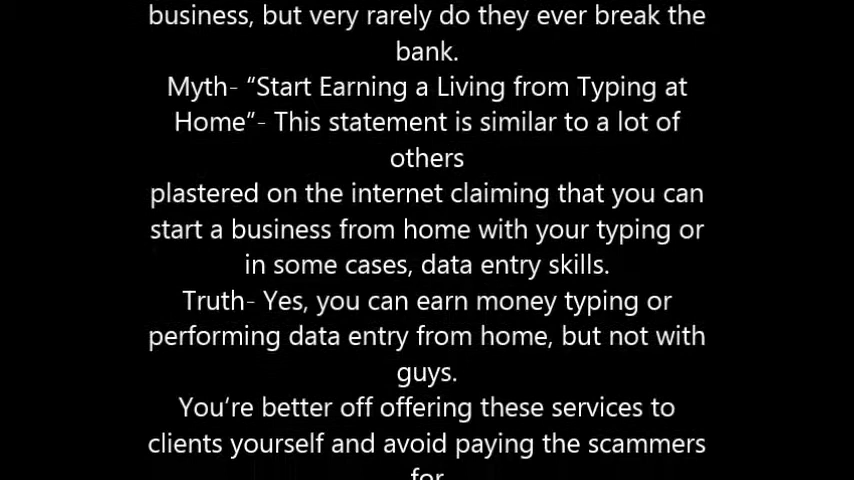 business, but very rarely do they ever break the
bank.
Myth- “Start Earning a Living from Typing at
Home”- This statement is similar to a lot of
others
plastered on the internet claiming that you can
start a business from home with your typing or
in some cases, data entry skills.
Truth- Yes, you can earn money typing or
performing data entry from home, but not with
guys.
You’re better off offering these services to
clients yourself and avoid paying the scammers
for